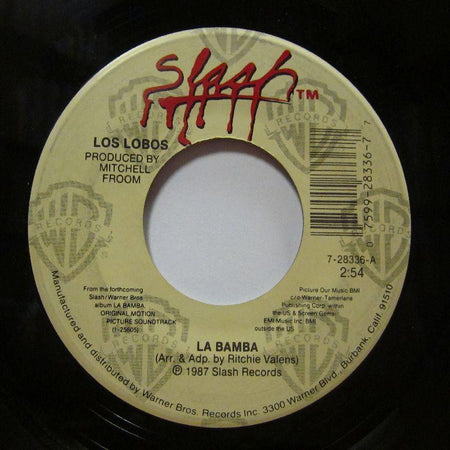 Slash TM
LOS LOBOS
PRODUCED BY
MITCHELL
FROOM
0 7599-28336-7 7
7-28336-A
2:54
From the forthcoming
Slash/Warner Bros.
album LA BAMBA
ORIGINAL MOTION
PICTURE SOUNDTRACK
(1-25605)
Picture Our Music BMI
c/o Warner-Tamerlane
Publishing Corp. within
the US & Screen Gems-
EMI Music Inc. BMI
outside the US
LA BAMBA
(Arr. & Adp. by Ritchie Valens)
℗ 1987 Slash Records
Manufactured and distributed by Warner Bros. Records Inc. 3300 Warner Blvd., Burbank, Calif. 91510
WB
RECORDS